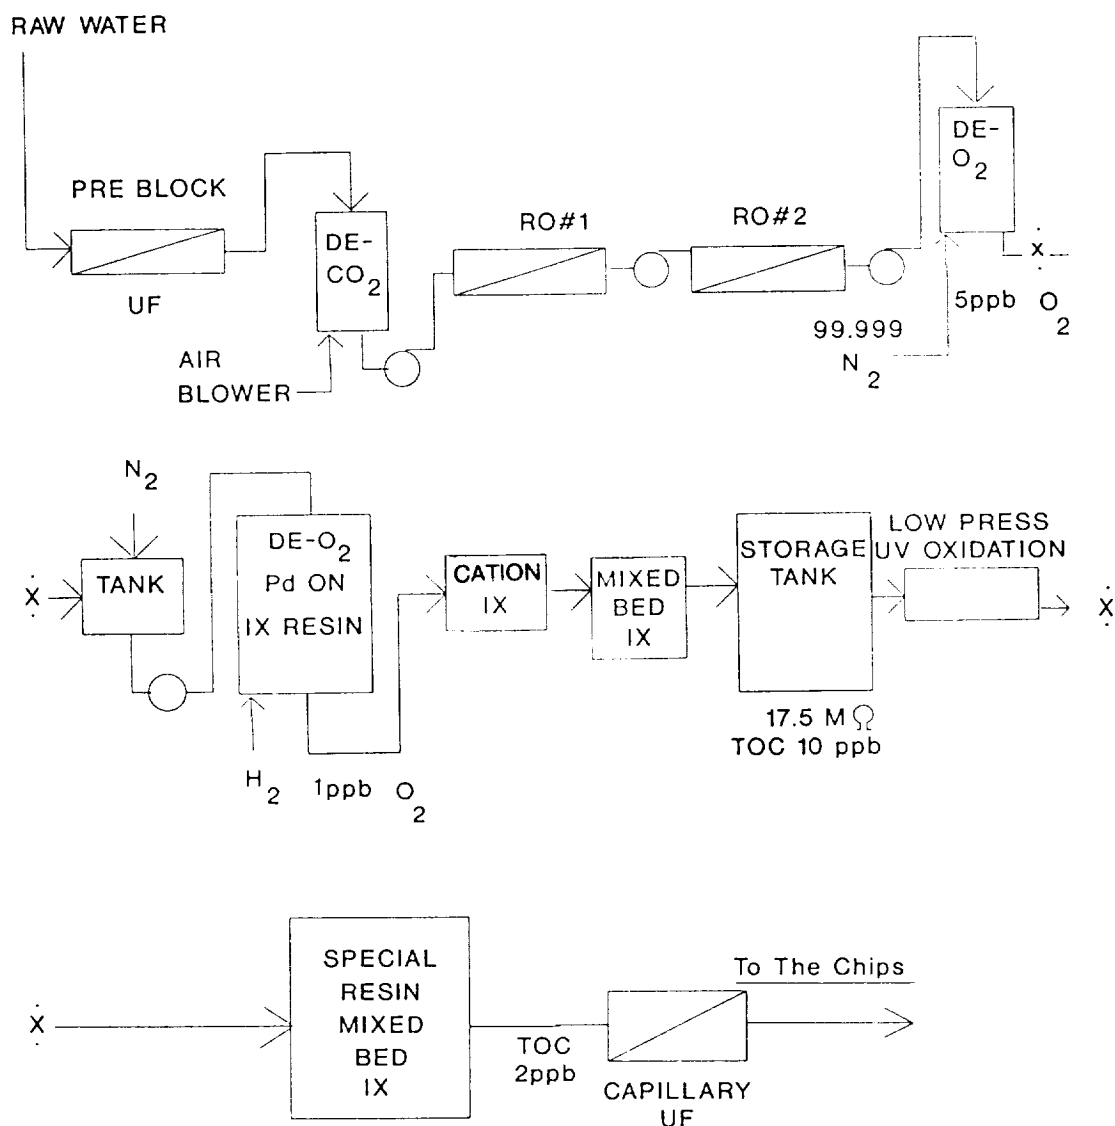 RAW WATER
PRE BLOCK
UF
DE-
CO2
AIR
BLOWER
RO#1
RO#2
DE-
O2
X
5ppb O2
99.999
N2
N2
X
TANK
DE-O2
Pd ON
IX RESIN
H2
1ppb O2
CATION
IX
MIXED
BED
IX
STORAGE
TANK
17.5 MΩ
TOC 10 ppb
LOW PRESS
UV OXIDATION
X
X
SPECIAL
RESIN
MIXED
BED
IX
TOC
2ppb
CAPILLARY
UF
To The Chips